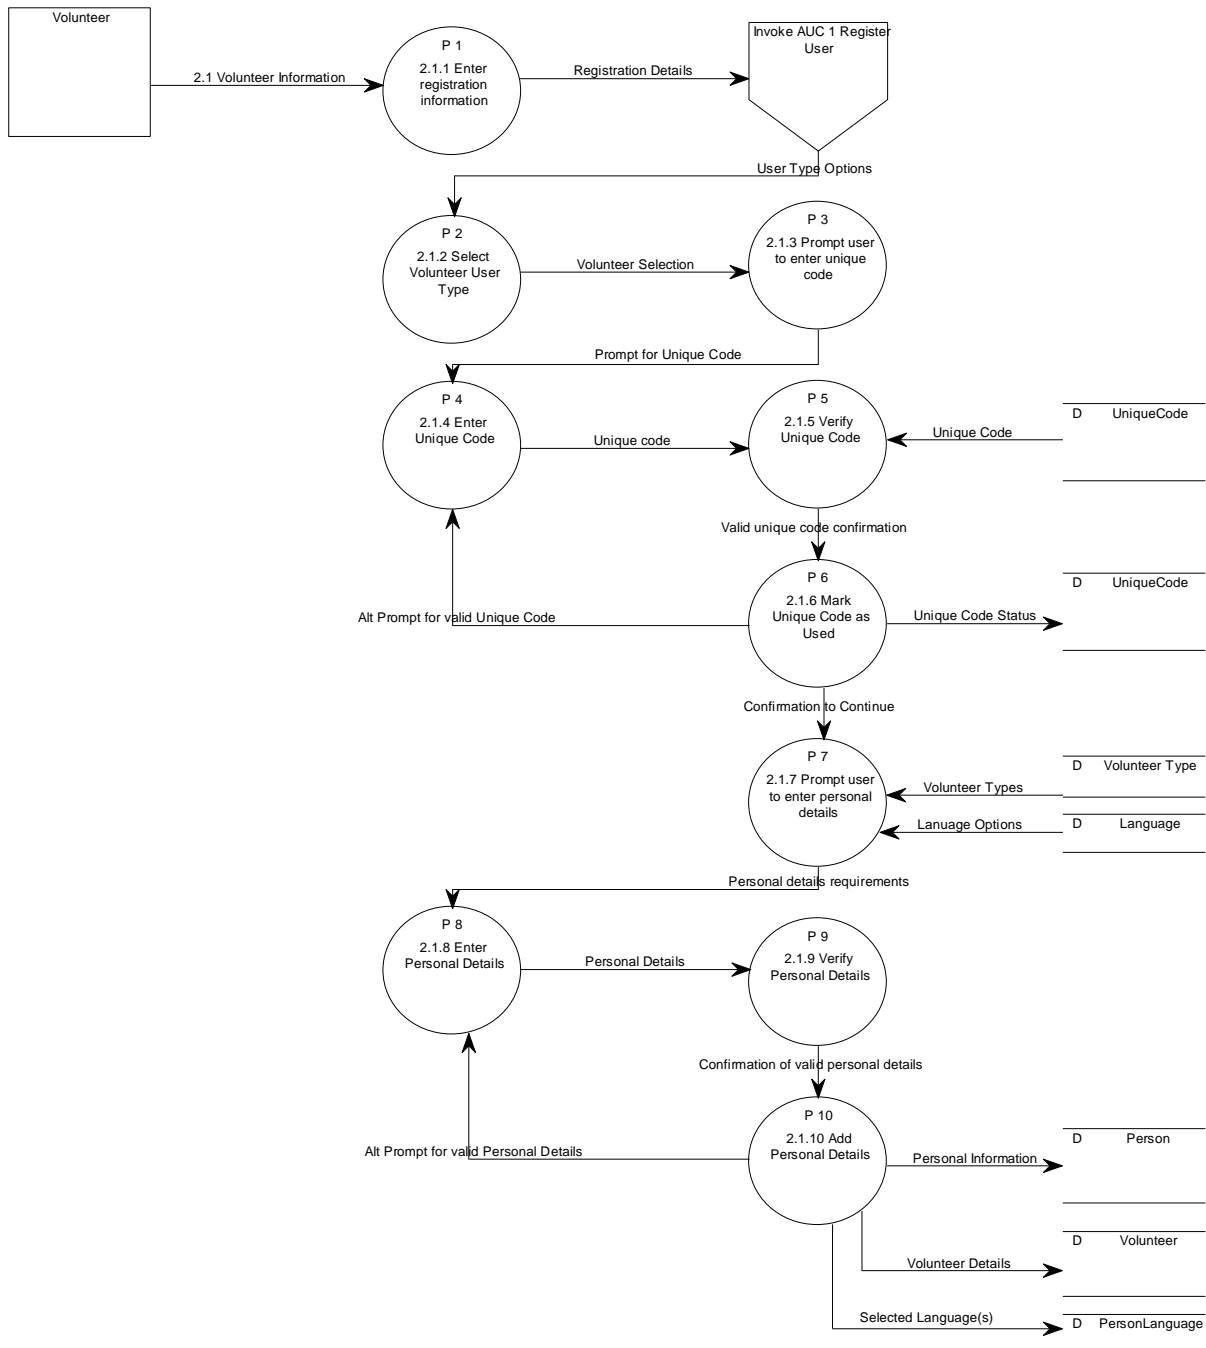 Volunteer
2.1 Volunteer Information
P 1
2.1.1 Enter
registration
information
Registration Details
Invoke AUC 1 Register
User
User Type Options
P 2
2.1.2 Select
Volunteer User
Type
Volunteer Selection
P 3
2.1.3 Prompt user
to enter unique
code
Prompt for Unique Code
P 4
2.1.4 Enter
Unique Code
Unique code
P 5
2.1.5 Verify
Unique Code
Unique Code
D UniqueCode
Valid unique code confirmation
P 6
2.1.6 Mark
Unique Code as
Used
Alt Prompt for valid Unique Code
Unique Code Status
D UniqueCode
Confirmation to Continue
P 7
2.1.7 Prompt user
to enter personal
details
Volunteer Types
D Volunteer Type
Lanuage Options
D Language
Personal details requirements
P 8
2.1.8 Enter
Personal Details
Personal Details
P 9
2.1.9 Verify
Personal Details
Confirmation of valid personal details
P 10
2.1.10 Add
Personal Details
Alt Prompt for valid Personal Details
Personal Information
D Person
Volunteer Details
D Volunteer
Selected Language(s)
D PersonLanguage